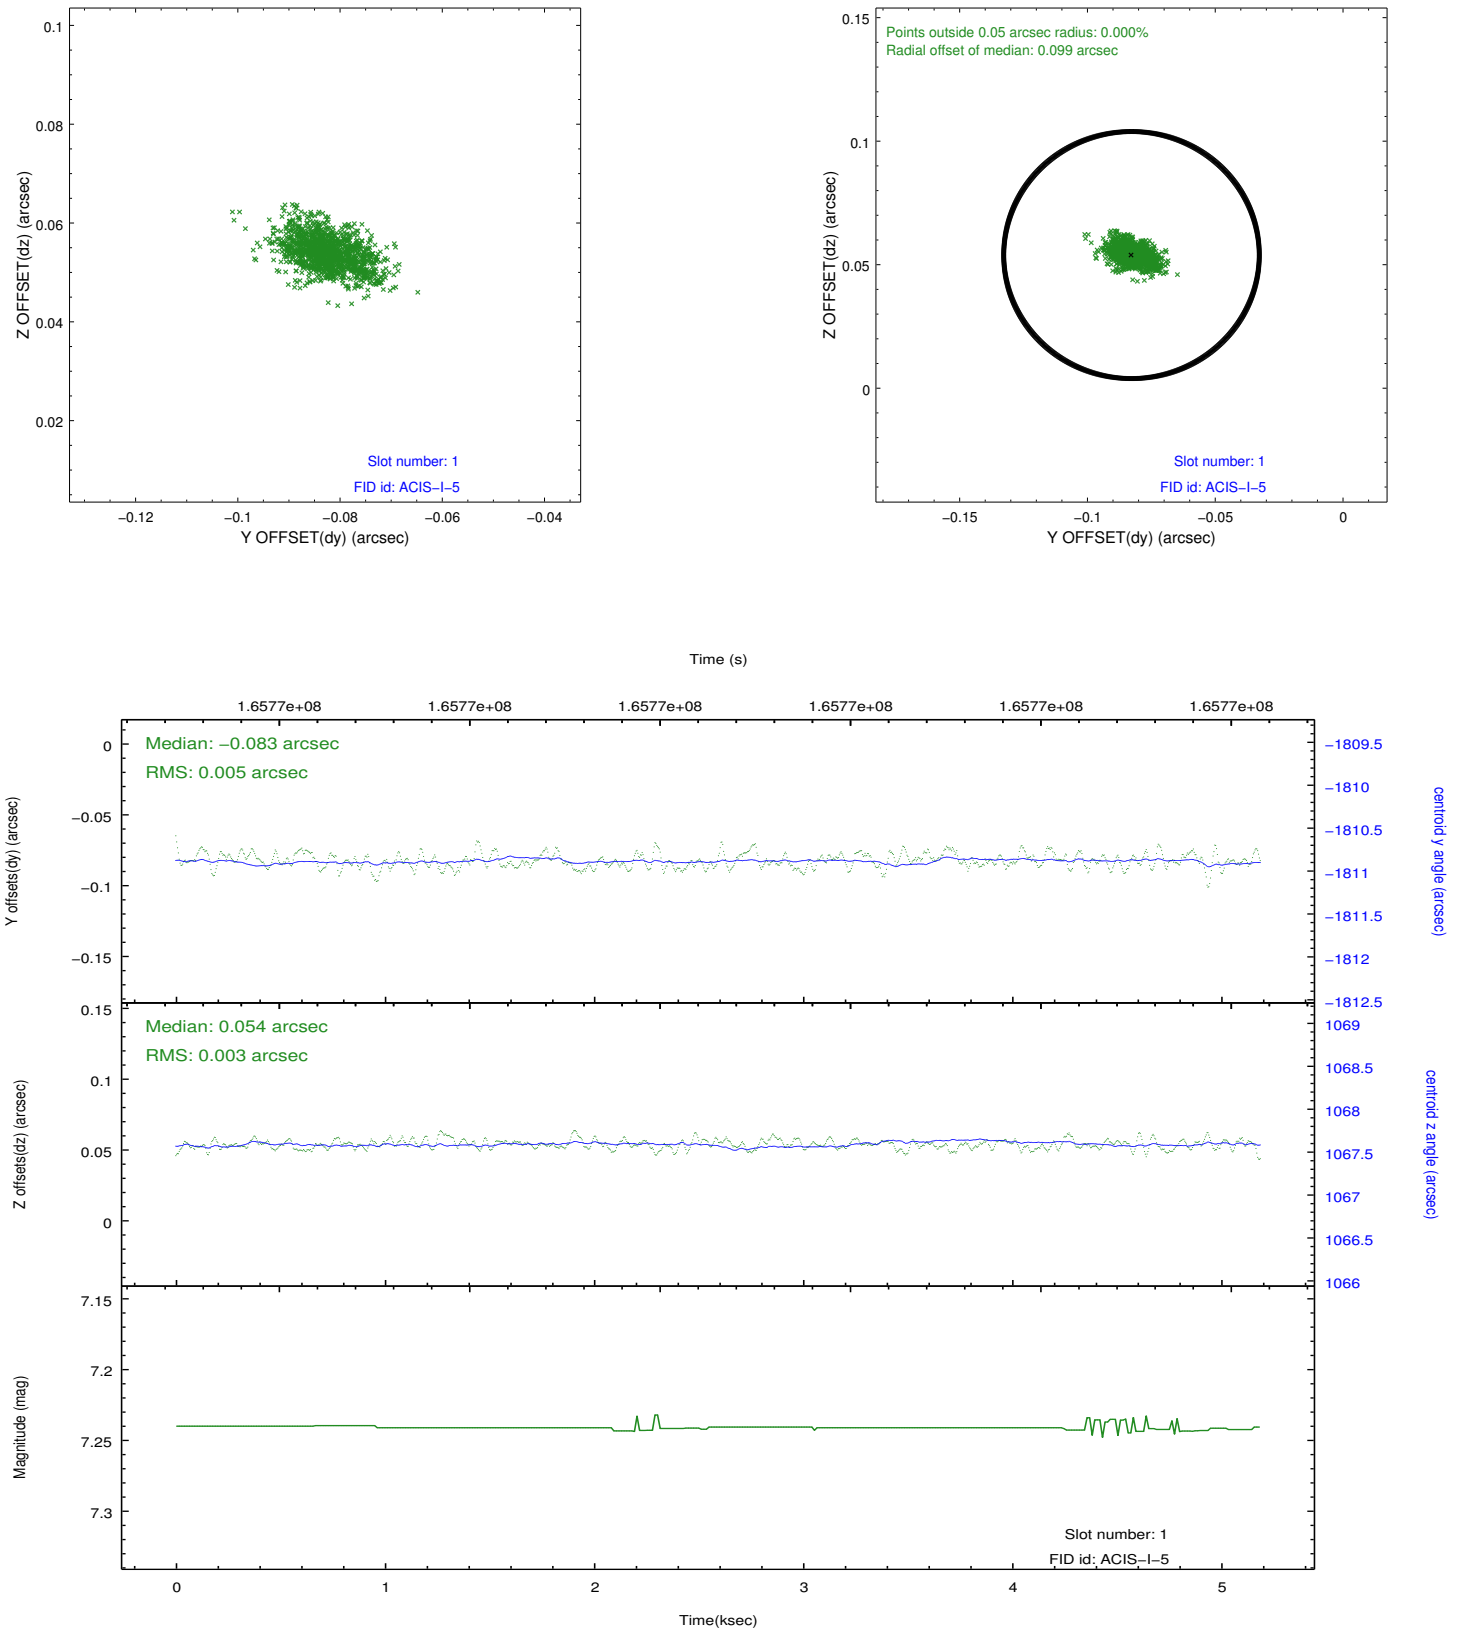 0.1
0.08
0.06
0.04
0.02
Z OFFSET(dz) (arcsec)
Slot number: 1
FID id: ACIS−I−5
−0.12 −0.1 −0.08 −0.06 −0.04
Y OFFSET(dy) (arcsec)
Points outside 0.05 arcsec radius: 0.000%
Radial offset of median: 0.099 arcsec
0.15
0.1
0.05
0
Z OFFSET(dz) (arcsec)
Slot number: 1
FID id: ACIS−I−5
−0.15 −0.1 −0.05 0
Y OFFSET(dy) (arcsec)
Time (s)
1.6577e+08 1.6577e+08 1.6577e+08 1.6577e+08 1.6577e+08 1.6577e+08
Median: −0.083 arcsec
RMS: 0.005 arcsec
0
−0.05
−0.1
−0.15
Y offsets(dy) (arcsec)
−1809.5
−1810
−1810.5
−1811
−1811.5
−1812
−1812.5
centroid y angle (arcsec)
Median: 0.054 arcsec
RMS: 0.003 arcsec
0.15
0.1
0.05
0
Z offsets(dz) (arcsec)
1069
1068.5
1068
1067.5
1067
1066.5
1066
centroid z angle (arcsec)
7.15
7.2
7.25
7.3
Magnitude (mag)
Slot number: 1
FID id: ACIS−I−5
0 1 2 3 4 5
Time(ksec)